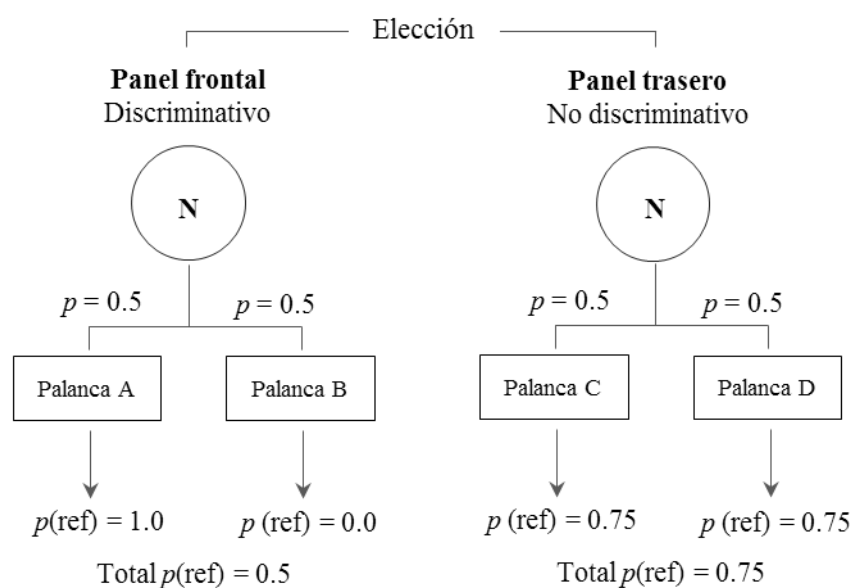 Elección
Panel frontal
Discriminativo
Panel trasero
No discriminativo
N
N
p = 0.5
p = 0.5
p = 0.5
p = 0.5
Palanca A
Palanca B
Palanca C
Palanca D
p(ref) = 1.0
p (ref) = 0.0
p (ref) = 0.75
p (ref) = 0.75
Total p(ref) = 0.5
Total p(ref) = 0.75